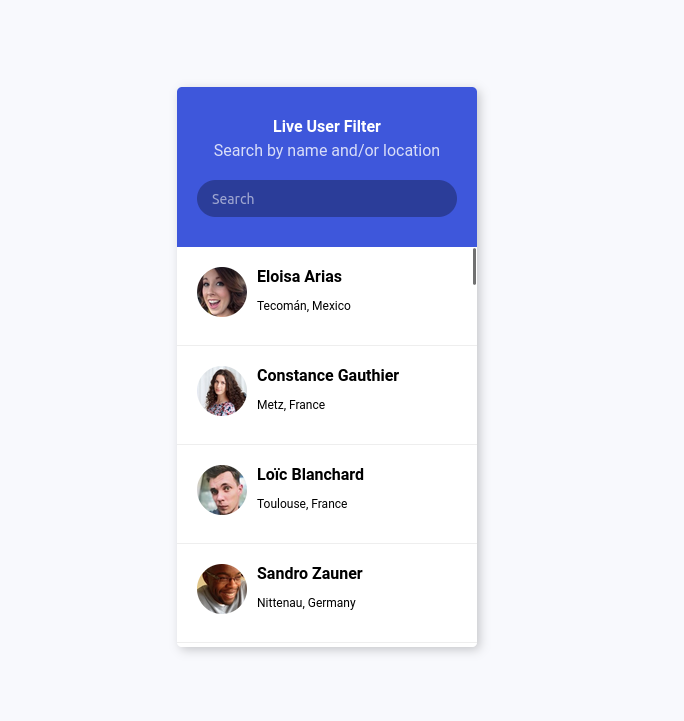 Live User Filter
Search by name and/or location
Search
Eloisa Arias
Tecomán, Mexico
Constance Gauthier
Metz, France
Loïc Blanchard
Toulouse, France
Sandro Zauner
Nittenau, Germany